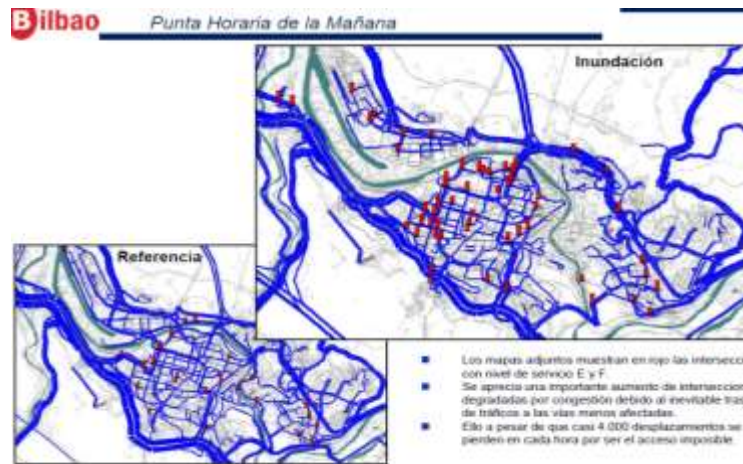 Bilbao
Punta Horaria de la Mañana
Inundación
Referencia
Los mapas adjuntos muestran en rojo las intersecci
con nivel de servicio E y F.
Se aprecia una importante aumento de interseccion
degradadas por congestión debido al inevitable tras
de tráficos a las vías menos afectadas.
Ello a pesar de que casi 4.000 desplazamientos se
pierden en cada hora por ser el acceso imposible.